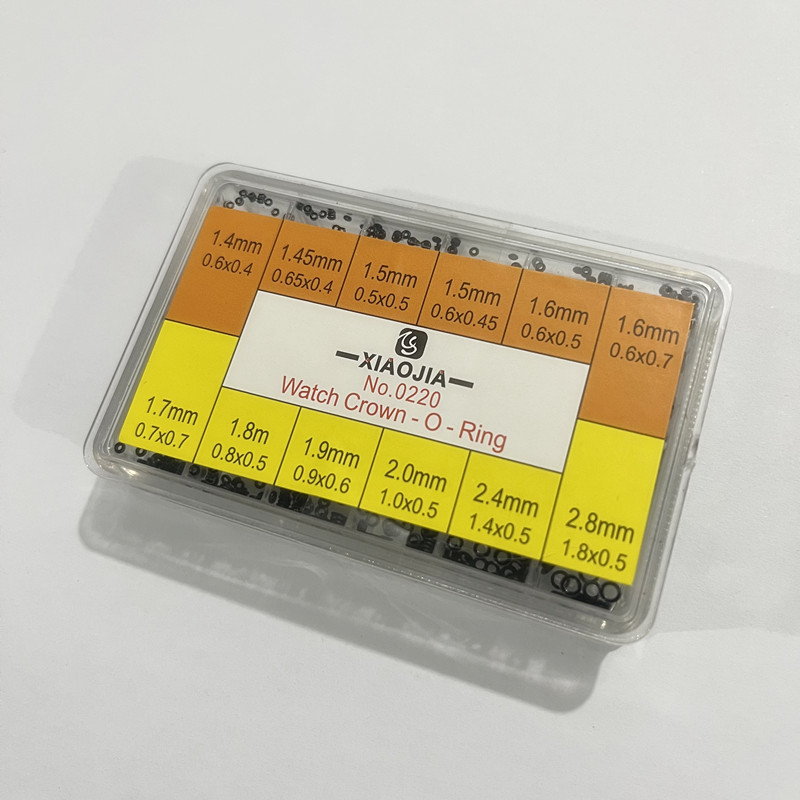 1.4mm
0.6x0.4
1.45mm
0.65x0.4
1.5mm
0.5x0.5
1.5mm
0.6x0.45
1.6mm
0.6x0.5
1.6mm
0.6x0.7
XIAOJIA
No.0220
Watch Crown - O - Ring
1.7mm
0.7x0.7
1.8m
0.8x0.5
1.9mm
0.9x0.6
2.0mm
1.0x0.5
2.4mm
1.4x0.5
2.8mm
1.8x0.5